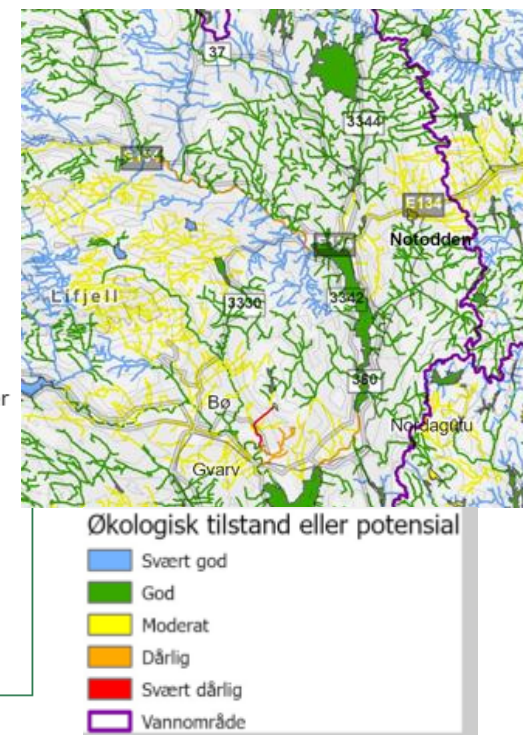 37
3344
E134
Notodden
Lifjell
3330
3342
360
er
Bø
Nordagutu
Gvarv
Økologisk tilstand eller potensial
Svært god
God
Moderat
Dårlig
Svært dårlig
Vannområde